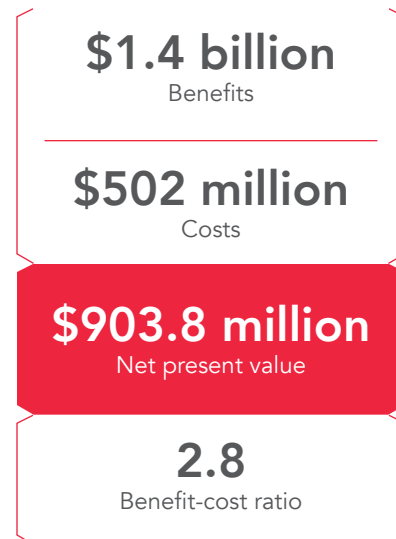 $1.4 billion
Benefits
$502 million
Costs
$903.8 million
Net present value
2.8
Benefit-cost ratio